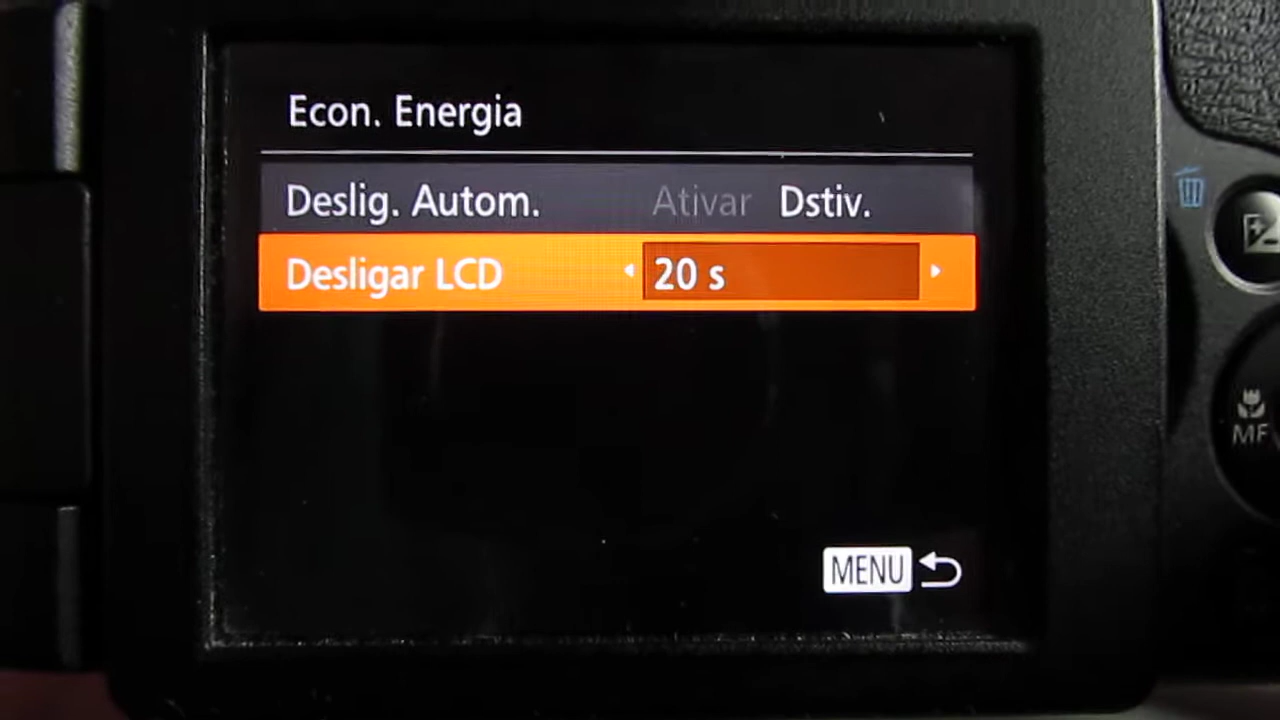 Econ. Energia
Deslig. Autom. Ativar Dstiv.
Desligar LCD 20 s
MENU
MF